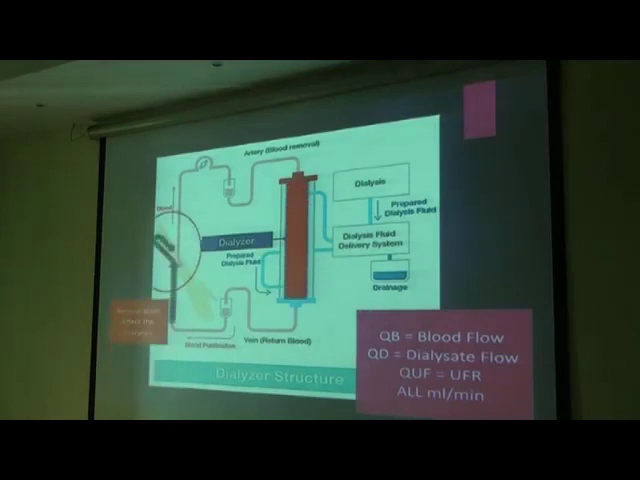 Artery (Blood removal)
Dialysis
Prepared
Dialysis Fluid
Blood
Dialyzer
Dialysis Fluid
Delivery System
Prepared
Dialysis Fluid
Drainage
Vein (Return Blood)
Blood Purification
Dialyzer Structure
QB = Blood Flow
QD = Dialysate Flow
QUF = UFR
ALL ml/min